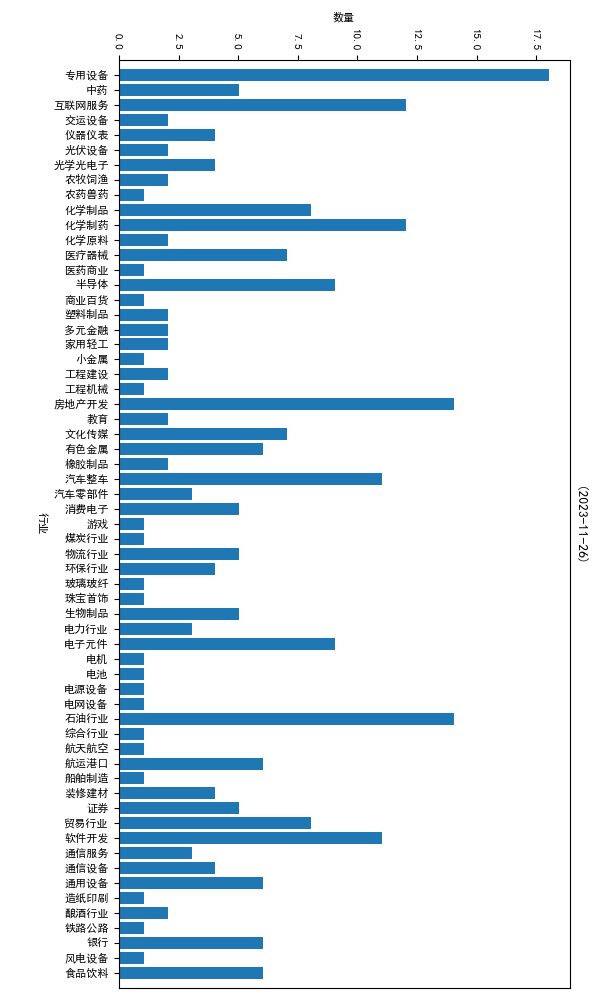 数量
0.0
2.5
5.0
7.5
10.0
12.5
15.0
17.5
专用设备
中药
互联网服务
交运设备
仪器仪表
光伏设备
光学光电子
农牧饲渔
农药兽药
化学制品
化学制药
化学原料
医疗器械
医药商业
半导体
商业百货
塑料制品
多元金融
家用轻工
小金属
工程建设
工程机械
房地产开发
教育
文化传媒
有色金属
橡胶制品
汽车整车
汽车零部件
消费电子
游戏
煤炭行业
物流行业
环保行业
玻璃玻纤
珠宝首饰
生物制品
电力行业
电子元件
电机
电池
电源设备
电网设备
石油行业
综合行业
航天航空
航运港口
船舶制造
装修建材
证券
贸易行业
软件开发
通信服务
通信设备
通用设备
造纸印刷
酿酒行业
铁路公路
银行
风电设备
食品饮料
行业
(2023-11-26)